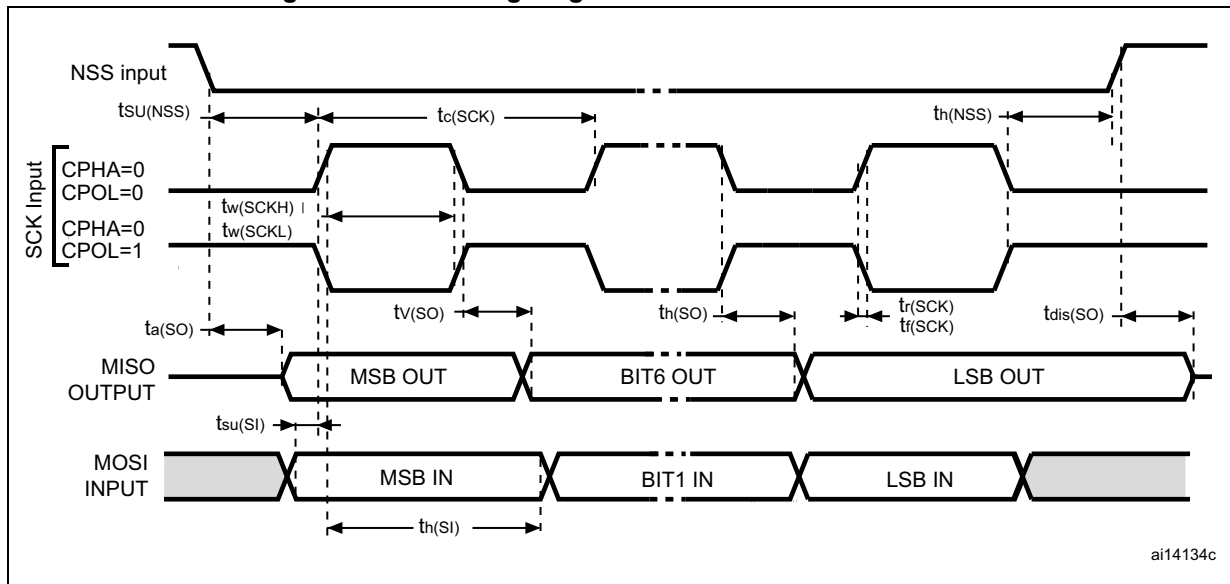 NSS input
tSU(NSS)
tc(SCK)
th(NSS)
SCK Input
CPHA=0
CPOL=0
tw(SCKH)
CPHA=0
tw(SCKL)
CPOL=1
tV(SO)
th(SO)
tr(SCK)
tf(SCK)
ta(SO)
tdis(SO)
MISO
OUTPUT
MSB OUT
BIT6 OUT
LSB OUT
tsu(SI)
MOSI
INPUT
MSB IN
BIT1 IN
LSB IN
th(SI)
ai14134c